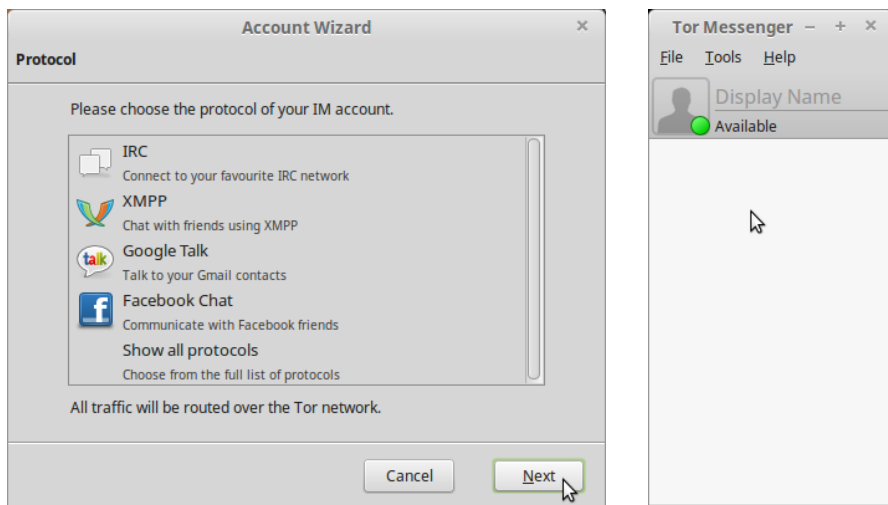 Account Wizard
Protocol
Please choose the protocol of your IM account.
IRC
Connect to your favourite IRC network
XMPP
Chat with friends using XMPP
talk
Google Talk
Talk to your Gmail contacts
f
Facebook Chat
Communicate with Facebook friends
Show all protocols
Choose from the full list of protocols
All traffic will be routed over the Tor network.
Cancel
Next
Tor Messenger
File Tools Help
Display Name
Available